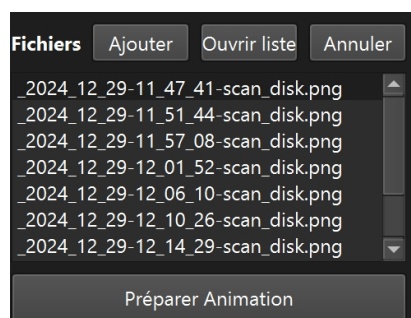 Fichiers Ajouter Ouvrir liste Annuler
_2024_12_29-11_47_41-scan_disk.png
_2024_12_29-11_51_44-scan_disk.png
_2024_12_29-11_57_08-scan_disk.png
_2024_12_29-12_01_52-scan_disk.png
_2024_12_29-12_06_10-scan_disk.png
_2024_12_29-12_10_26-scan_disk.png
_2024_12_29-12_14_29-scan_disk.png
Préparer Animation